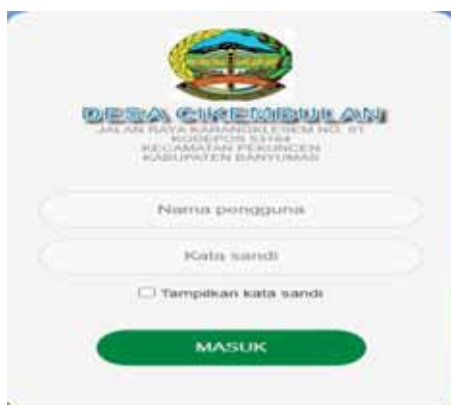 DESA CIKEMBULAN
JALAN RAYA KARANGKLESEM NO. 01
KODEPOS 53164
KECAMATAN PEKUNCEN
KABUPATEN BANYUMAS
Nama pengguna
Kata sandi
Tampilkan kata sandi
MASUK